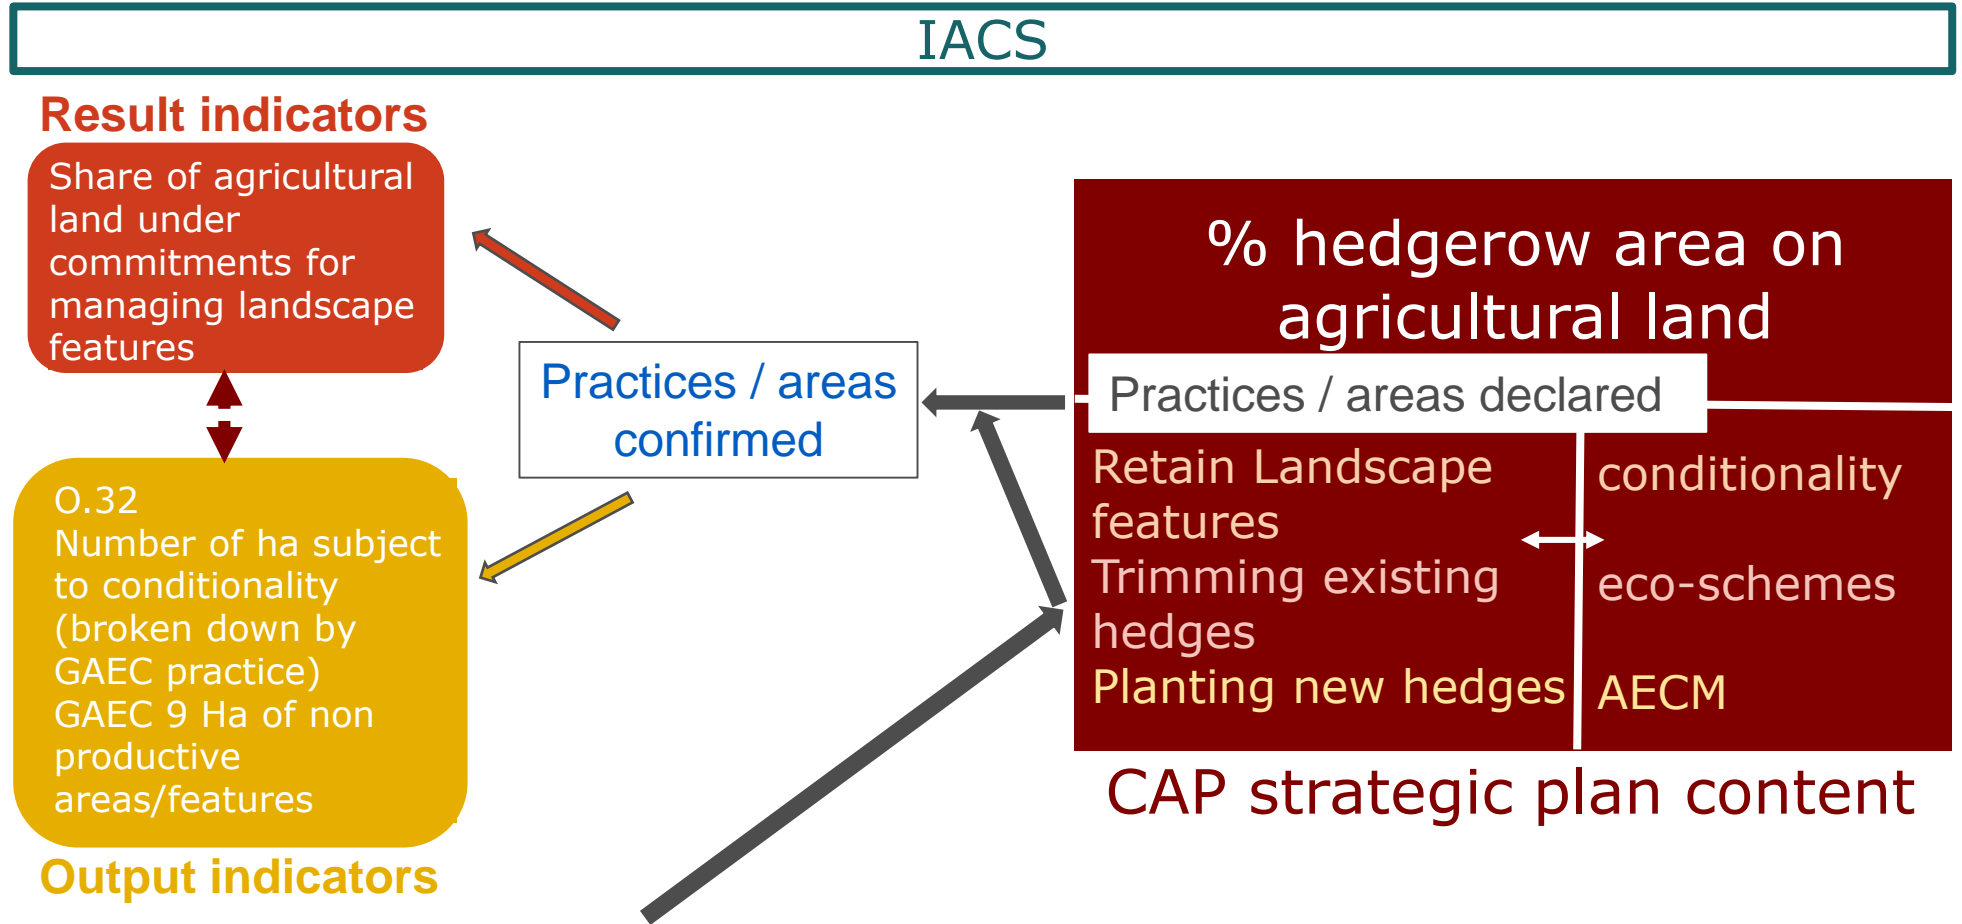 IACS
Result indicators
Share of agricultural
land under
commitments for
managing landscape
features
O.32
Number of ha subject
to conditionality
(broken down by
GAEC practice)
GAEC 9 Ha of non
productive
areas/features
Output indicators
Practices / areas
confirmed
% hedgerow area on
agricultural land
Practices / areas declared
Retain Landscape
features
Trimming existing
hedges
Planting new hedges
conditionality
eco-schemes
AECM
CAP strategic plan content